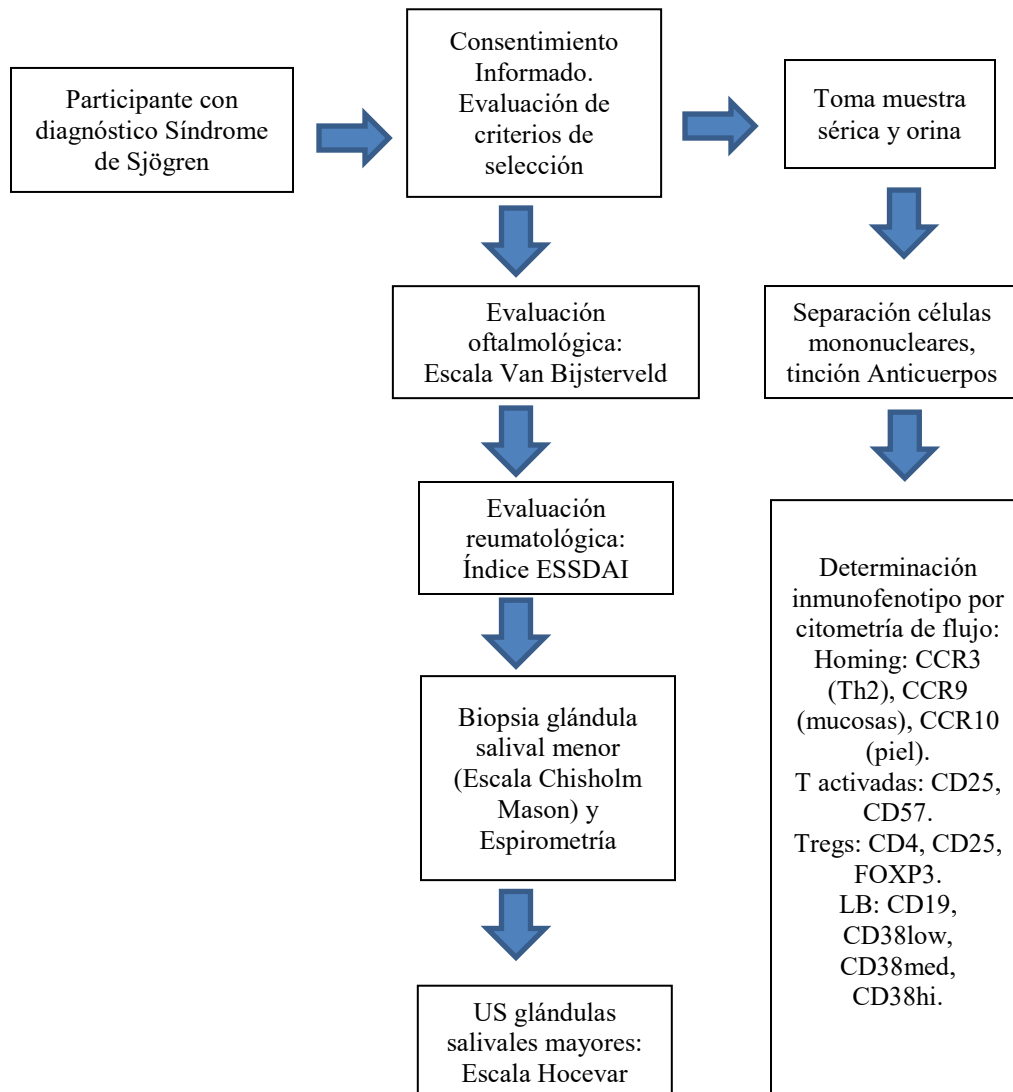 Participante con
diagnóstico Síndrome
de Sjögren
Consentimiento
Informado.
Evaluación de
criterios de
selección
Toma muestra
sérica y orina
Evaluación
oftalmológica:
Escala Van Bijsterveld
Separación células
mononucleares,
tinción Anticuerpos
Evaluación
reumatológica:
Índice ESSDAI
Biopsia glándula
salival menor
(Escala Chisholm
Mason) y
Espirometría
US glándulas
salivales mayores:
Escala Hocevar
Determinación
inmunofenotipo por
citometría de flujo:
Homing: CCR3
(Th2), CCR9
(mucosas), CCR10
(piel).
T activadas: CD25,
CD57.
Tregs: CD4, CD25,
FOXP3.
LB: CD19,
CD38low,
CD38med,
CD38hi.